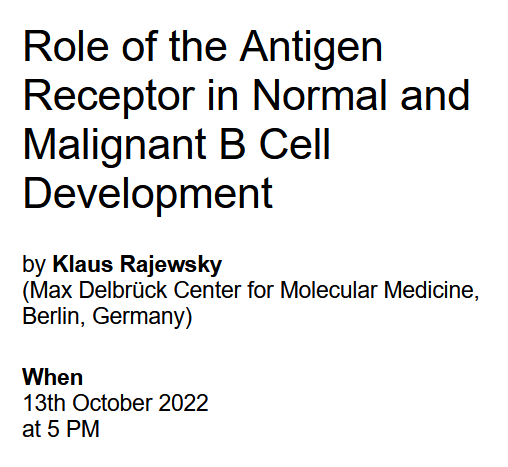 Role of the Antigen
Receptor in Normal and
Malignant B Cell
Development
by Klaus Rajewsky
(Max Delbrück Center for Molecular Medicine,
Berlin, Germany)
When
13th October 2022
at 5 PM